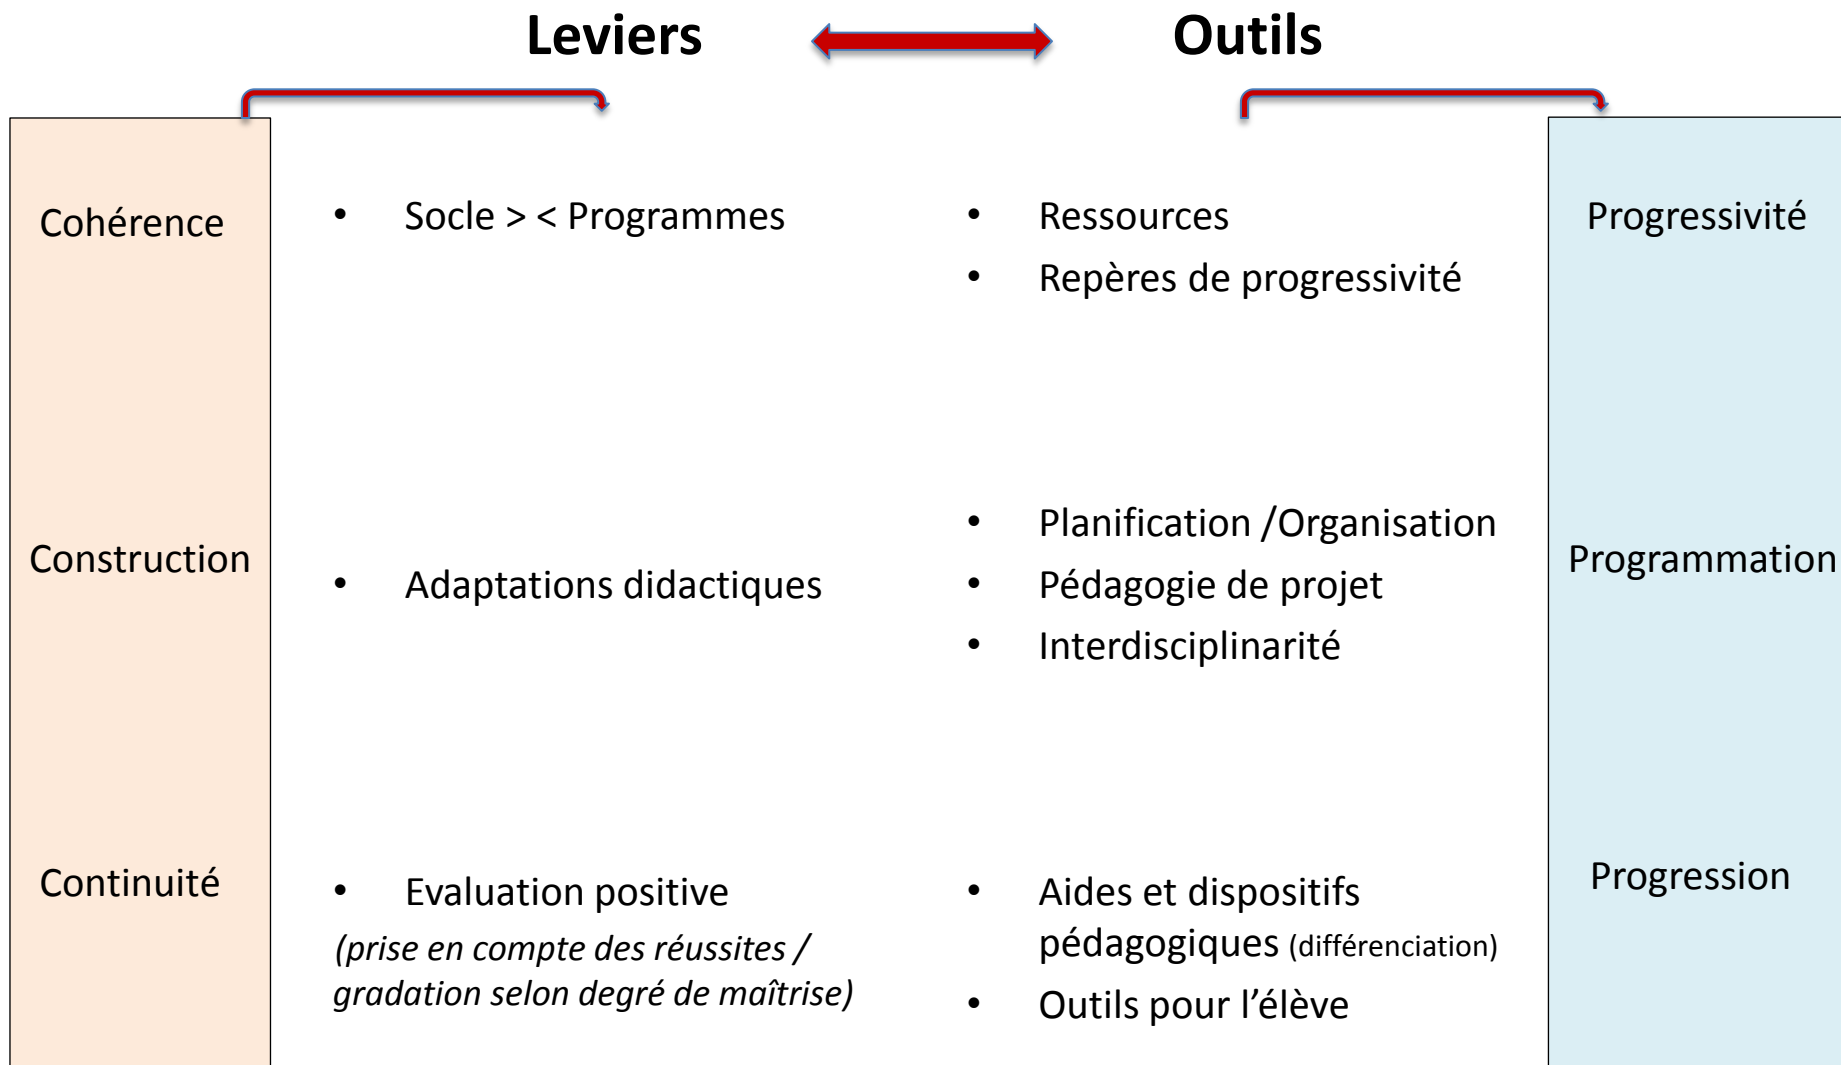 Leviers
Outils
Cohérence
• Socle > < Programmes
• Ressources
• Repères de progressivité
Progressivité
Construction
• Adaptations didactiques
• Planification /Organisation
• Pédagogie de projet
• Interdisciplinarité
Programmation
Continuité
• Evaluation positive
(prise en compte des réussites /
gradation selon degré de maîtrise)
• Aides et dispositifs
pédagogiques (différenciation)
• Outils pour l’élève
Progression